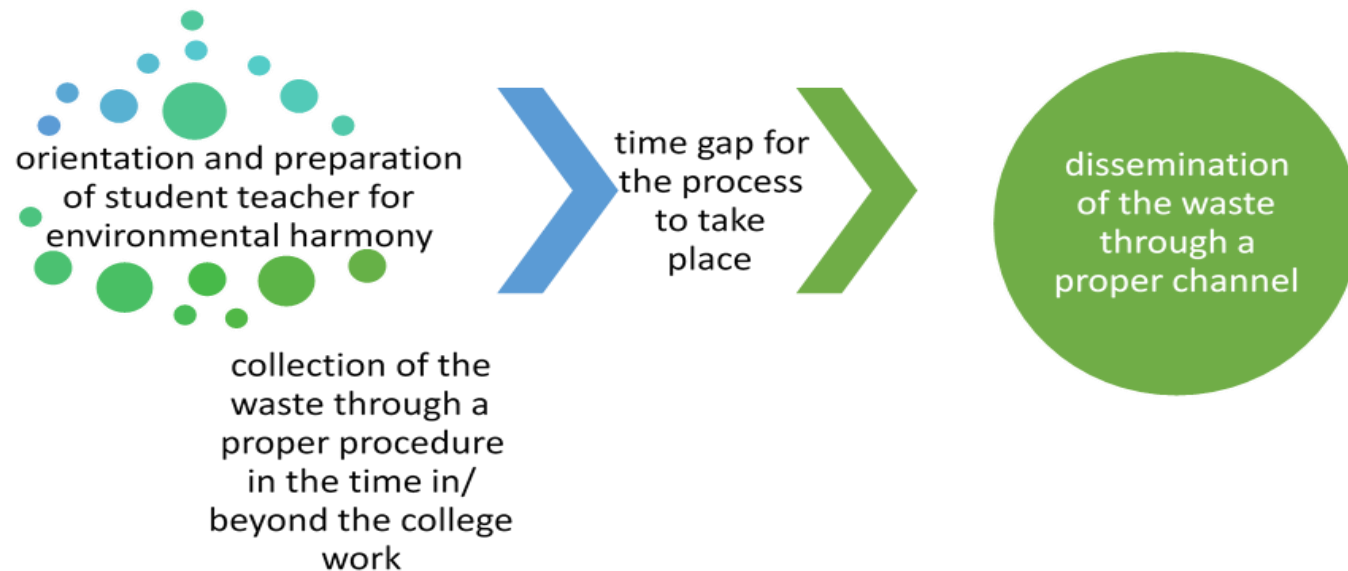 orientation and preparation
of student teacher for
environmental harmony
collection of the
waste through a
proper procedure
in the time in/
beyond the college
work
time gap for
the process
to take
place
dissemination
of the waste
through a
proper channel